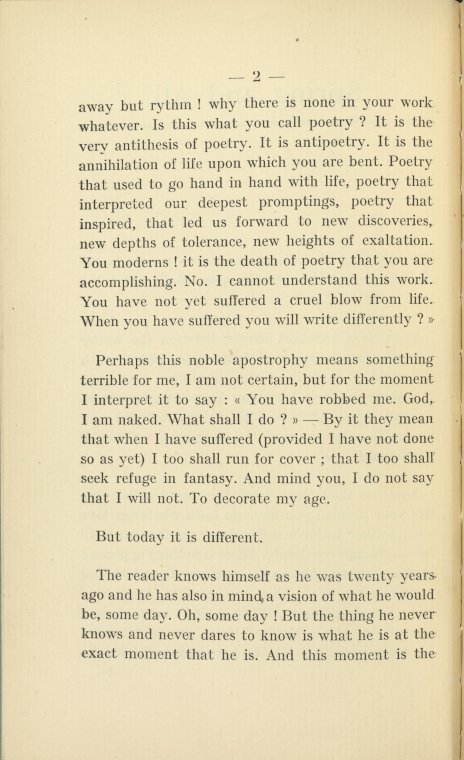 — 2 —
away but rythm ! why there is none in your work
whatever. Is this what you call poetry ? It is the
very antithesis of poetry. It is antipoetry. It is the
annihilation of life upon which you are bent. Poetry
that used to go hand in hand with life, poetry that
interpreted our deepest promptings, poetry that
inspired, that led us forward to new discoveries,
new depths of tolerance, new heights of exaltation.
You moderns ! it is the death of poetry that you are
accomplishing. No. I cannot understand this work.
You have not yet suffered a cruel blow from life.
When you have suffered you will write differently ? »
Perhaps this noble apostrophy means something
terrible for me, I am not certain, but for the moment
I interpret it to say : « You have robbed me. God,
I am naked. What shall I do ? » — By it they mean
that when I have suffered (provided I have not done
so as yet) I too shall run for cover ; that I too shall
seek refuge in fantasy. And mind you, I do not say
that I will not. To decorate my age.
But today it is different.
The reader knows himself as he was twenty years
ago and he has also in mind, a vision of what he would
be, some day. Oh, some day ! But the thing he never
knows and never dares to know is what he is at the
exact moment that he is. And this moment is the